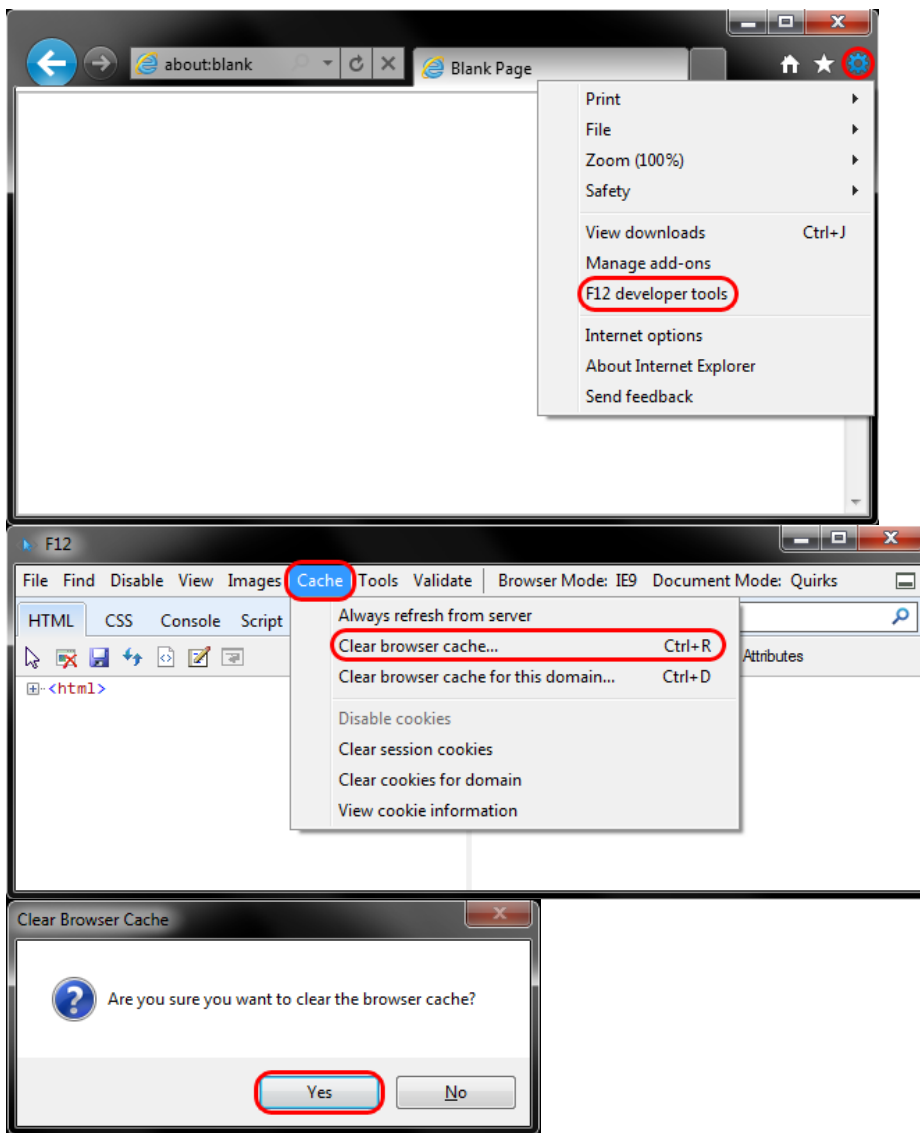 about:blank
Blank Page
Print
File
Zoom (100%)
Safety
View downloads Ctrl+J
Manage add-ons
F12 developer tools
Internet options
About Internet Explorer
Send feedback
F12
File Find Disable View Images Cache Tools Validate Browser Mode: IE9 Document Mode: Quirks
HTML CSS Console Script
Always refresh from server
Clear browser cache... Ctrl+R
Attributes
Clear browser cache for this domain... Ctrl+D
<html>
Disable cookies
Clear session cookies
Clear cookies for domain
View cookie information
Clear Browser Cache
Are you sure you want to clear the browser cache?
Yes No